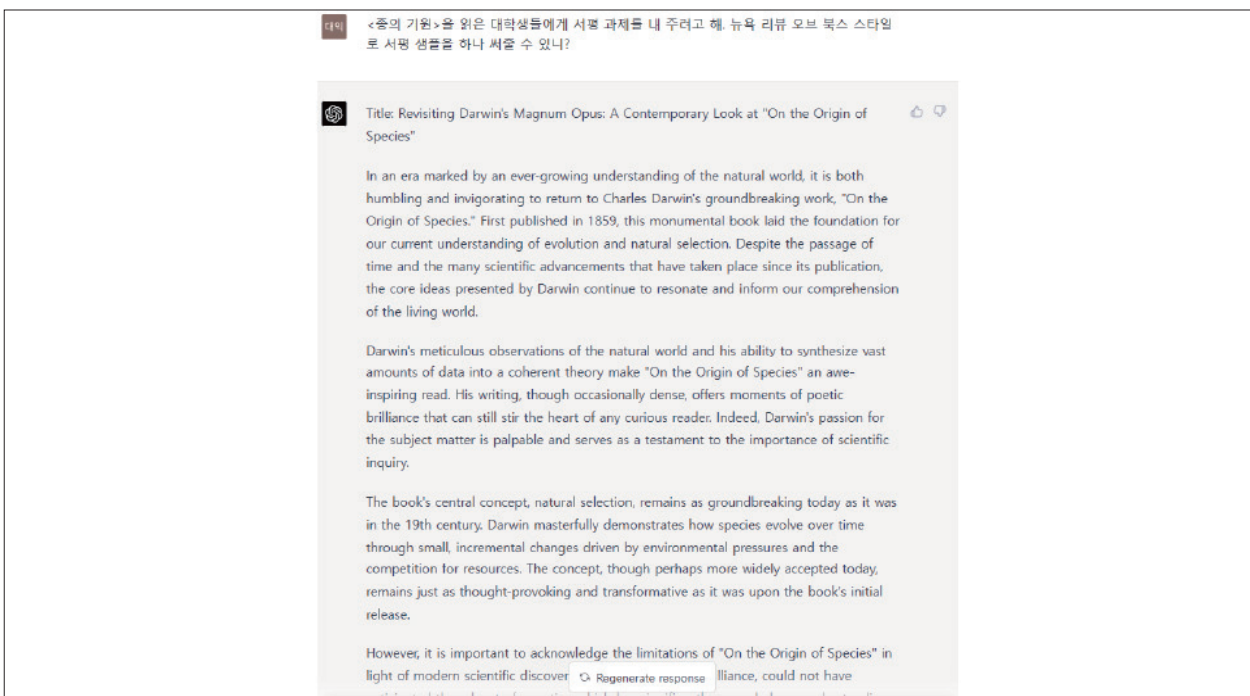 대익
<종의 기원>을 읽은 대학생들에게 서평 과제를 내 주려고 해. 뉴욕 리뷰 오브 북스 스타일
로 서평 샘플을 하나 써줄 수 있니?
Title: Revisiting Darwin's Magnum Opus: A Contemporary Look at "On the Origin of
Species"
In an era marked by an ever-growing understanding of the natural world, it is both
humbling and invigorating to return to Charles Darwin's groundbreaking work, "On the
Origin of Species." First published in 1859, this monumental book laid the foundation for
our current understanding of evolution and natural selection. Despite the passage of
time and the many scientific advancements that have taken place since its publication,
the core ideas presented by Darwin continue to resonate and inform our comprehension
of the living world.
Darwin's meticulous observations of the natural world and his ability to synthesize vast
amounts of data into a coherent theory make "On the Origin of Species" an awe-
inspiring read. His writing, though occasionally dense, offers moments of poetic
brilliance that can still stir the heart of any curious reader. Indeed, Darwin's passion for
the subject matter is palpable and serves as a testament to the importance of scientific
inquiry.
The book's central concept, natural selection, remains as groundbreaking today as it was
in the 19th century. Darwin masterfully demonstrates how species evolve over time
through small, incremental changes driven by environmental pressures and the
competition for resources. The concept, though perhaps more widely accepted today,
remains just as thought-provoking and transformative as it was upon the book's initial
release.
However, it is important to acknowledge the limitations of "On the Origin of Species" in
light of modern scientific discover Regenerate response lliance, could not have